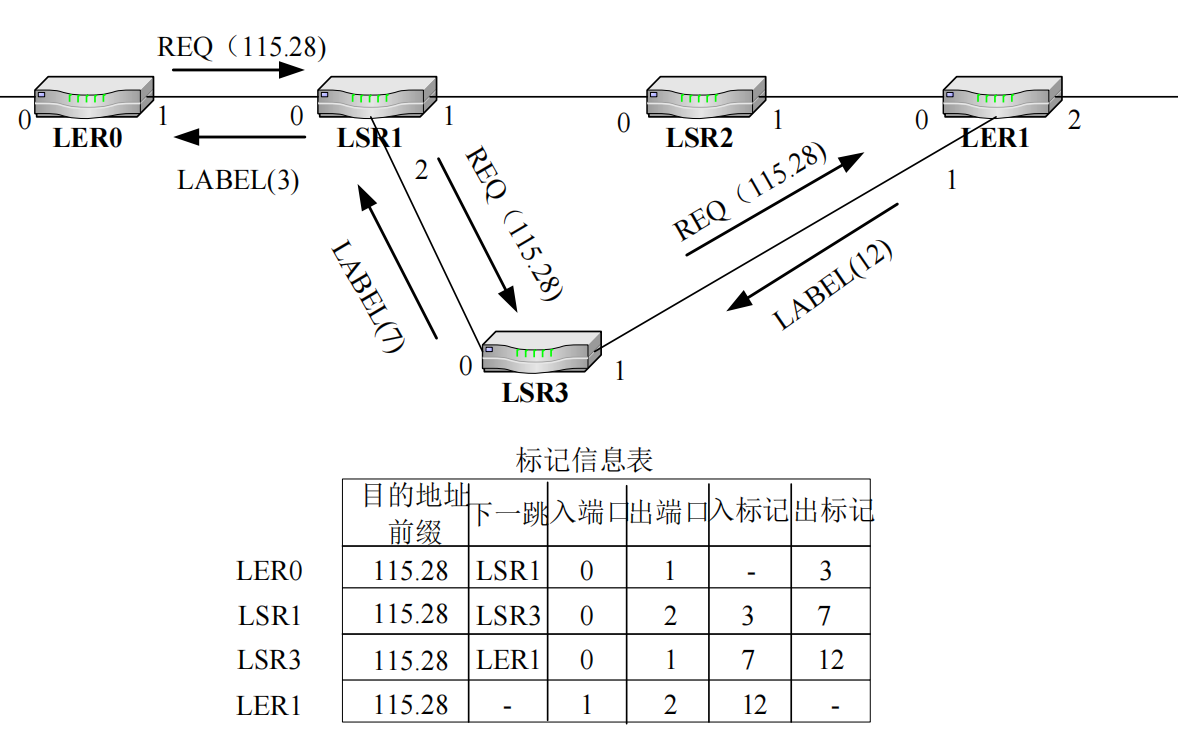 REQ（115.28)
0
LER0
1
0
LSR1
1
0
LSR2
1
0
LER1
2
LABEL(3)
2
REQ（115.28)
REQ（115.28)
1
LABEL(7)
LABEL(12)
0
LSR3
1
标记信息表
目的地址
前缀
下一跳 入端口 出端口 入标记 出标记
LER0 115.28 LSR1 0 1 - 3
LSR1 115.28 LSR3 0 2 3 7
LSR3 115.28 LER1 0 1 7 12
LER1 115.28 - 1 2 12 -